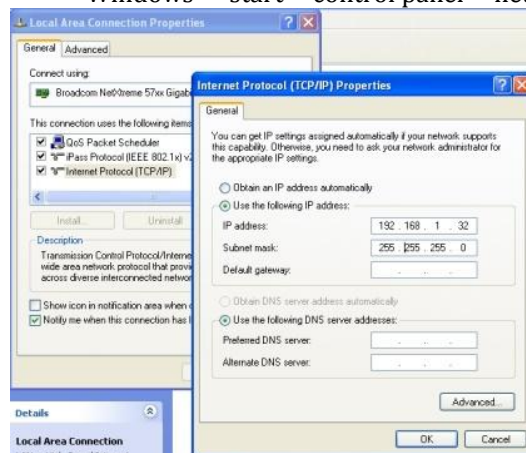 Windows start controlpanel
Local Area Connection Properties
General Advanced
Connect using:
Broadcom NetXtreme 57xx Gigab
This connection uses the following items
QoS Packet Scheduler
iPass Protocol (IEEE 802.1x) v2
Internet Protocol (TCP/IP)
Install... Uninstall
Description
Transmission Control Protocol/Interne
wide area network protocol that provi
across diverse interconnected networ
Show icon in notification area when c
Notify me when this connection has l
Details
Local Area Connection
Internet Protocol (TCP/IP) Properties
General
You can get IP settings assigned automatically if your network supports
this capability. Otherwise, you need to ask your network administrator for
the appropriate IP settings.
Obtain an IP address automatically
Use the following IP address:
IP address: 192 . 168 . 1 . 32
Subnet mask: 255 . 255 . 255 . 0
Default gateway:
Obtain DNS server address automatically
Use the following DNS server addresses:
Preferred DNS server:
Alternate DNS server:
Advanced...
OK Cancel